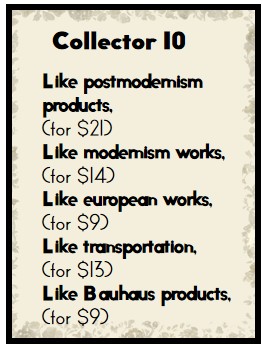 Collector 10
Like postmodernism
products,
(for $21)
Like modernism works,
(for $14)
Like european works,
(for $9)
Like transportation,
(for $13)
Like Bauhaus products,
(for $9)